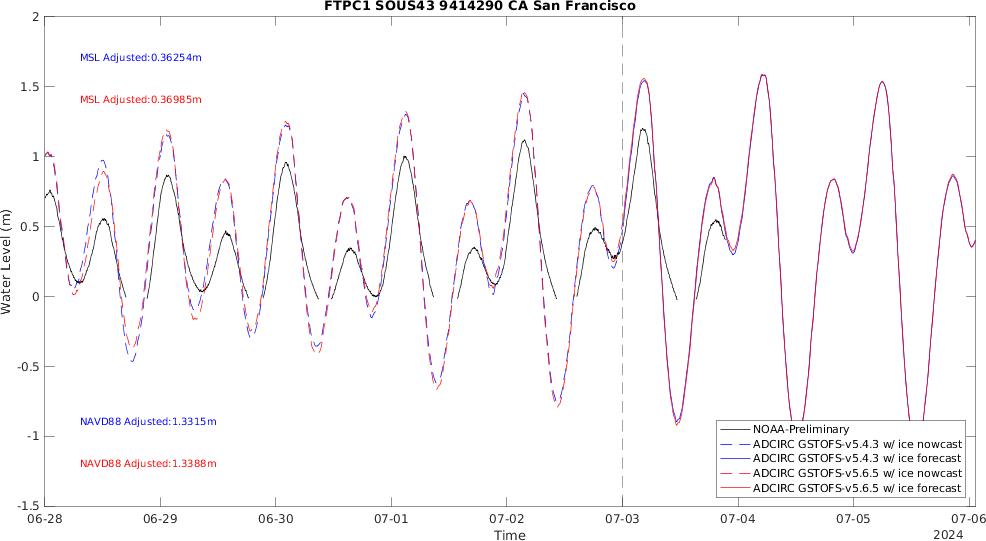 FTPC1 SOUS43 9414290 CA San Francisco
2
1.5
1
0.5
0
-0.5
-1
-1.5
Water Level (m)
MSL Adjusted:0.36254m
MSL Adjusted:0.36985m
NAVD88 Adjusted:1.3315m
NAVD88 Adjusted:1.3388m
NOAA-Preliminary
ADCIRC GSTOFS-v5.4.3 w/ ice nowcast
ADCIRC GSTOFS-v5.4.3 w/ ice forecast
ADCIRC GSTOFS-v5.6.5 w/ ice nowcast
ADCIRC GSTOFS-v5.6.5 w/ ice forecast
06-28 06-29 06-30 07-01 07-02 07-03 07-04 07-05 07-06
Time
2024